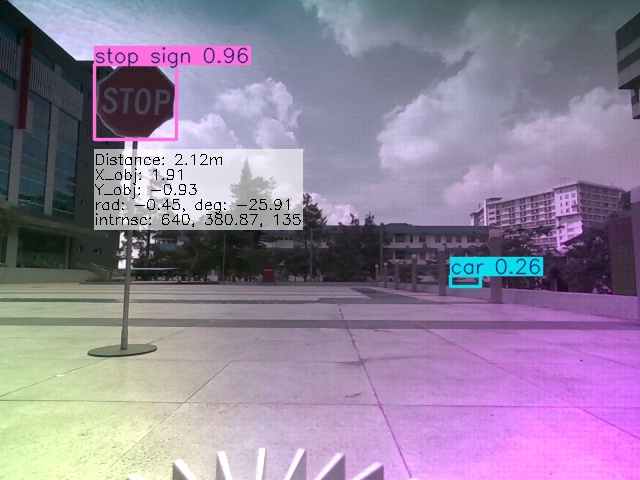 stop sign 0.96
STOP
Distance: 2.12m
X_obj: 1.91
Y_obj: -0.93
rad: -0.45, deg: -25.91
intrnsc: 640, 380.87, 135
car 0.26